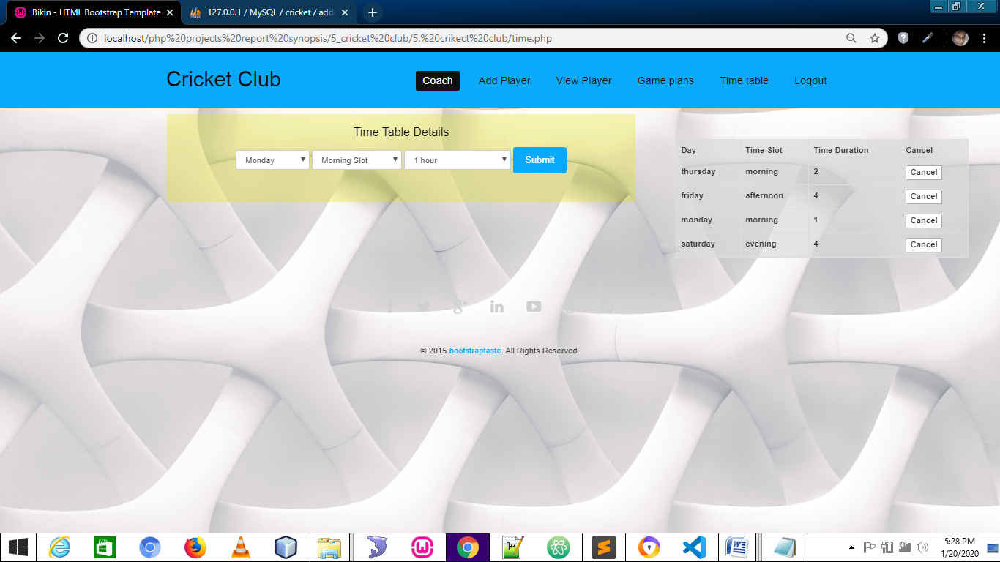 Bikin - HTML Bootstrap Template
127.0.0.1 / MySQL / cricket / add
localhost/php%20projects%20report%20synopsis/5_cricket%20club/5.%20crikect%20club/time.php
Cricket Club
Coach Add Player View Player Game plans Time table Logout
Time Table Details
Monday Morning Slot 1 hour Submit
Day Time Slot Time Duration Cancel
thursday morning 2 Cancel
friday afternoon 4 Cancel
monday morning 1 Cancel
saturday evening 4 Cancel
© 2015 bootstraptaste. All Rights Reserved.
5:28 PM
1/20/2020